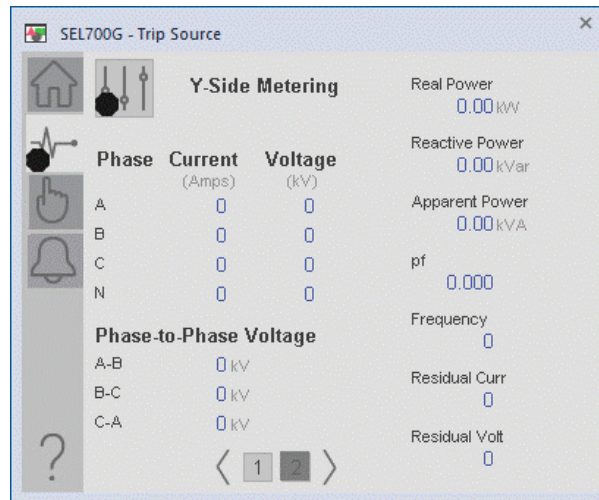 SEL700G - Trip Source
Y-Side Metering
Phase Current Voltage
(Amps) (kV)
A 0 0
B 0 0
C 0 0
N 0 0
Phase-to-Phase Voltage
A-B 0 kV
B-C 0 kV
C-A 0 kV
1 2
Real Power
0.00 kW
Reactive Power
0.00 kVar
Apparent Power
0.00 kVA
pf
0.000
Frequency
0
Residual Curr
0
Residual Volt
0
?